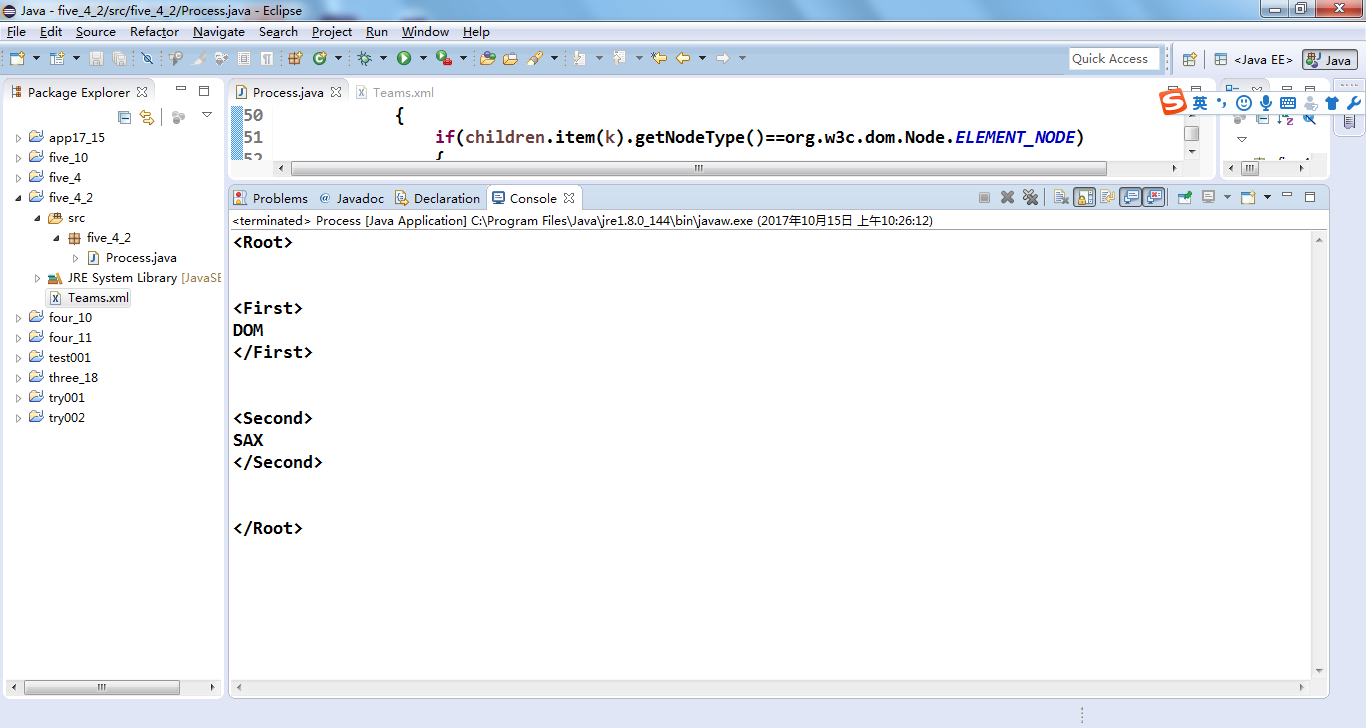 Java - five_4_2/src/five_4_2/Process.java - Eclipse
File Edit Source Refactor Navigate Search Project Run Window Help
Quick Access
<Java EE>
Java
Package Explorer
Process.java
Teams.xml
英
app17_15
five_10
five_4
five_4_2
src
five_4_2
Process.java
JRE System Library [JavaSE
Teams.xml
four_10
four_11
test001
three_18
try001
try002
50 {
51 if(children.item(k).getNodeType()==org.w3c.dom.Node.ELEMENT_NODE)
52 {
Problems @ Javadoc Declaration Console
<terminated> Process [Java Application] C:\Program Files\Java\jre1.8.0_144\bin\javaw.exe (2017年10月15日 上午10:26:12)
<Root>
<First>
DOM
</First>
<Second>
SAX
</Second>
</Root>